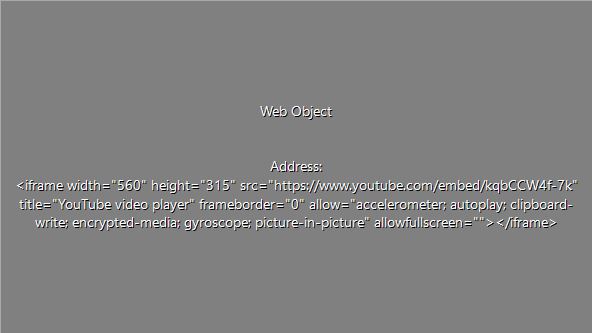 Web Object
Address:
<iframe width="560" height="315" src="https://www.youtube.com/embed/kqbCCW4f-7k"
title="YouTube video player" frameborder="0" allow="accelerometer; autoplay; clipboard-
write; encrypted-media; gyroscope; picture-in-picture" allowfullscreen=""></iframe>